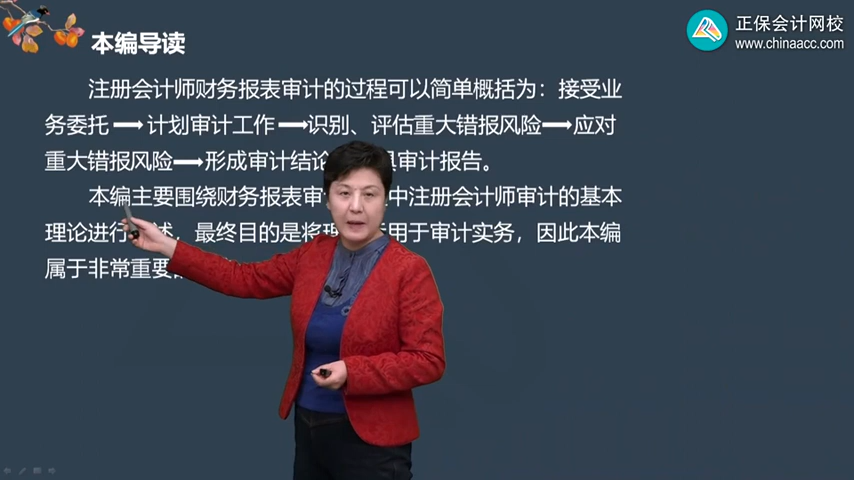 正保会计网校
www.chinaacc.com
本编导读
注册会计师财务报表审计的过程可以简单概括为：接受业
务委托 计划审计工作 识别、评估重大错报风险 应对
重大错报风险 形成审计结论 审计报告。
本编主要围绕财务报表审 中注册会计师审计的基本
理论进行 述，最终目的是将理 用于审计实务，因此本编
属于非常重要